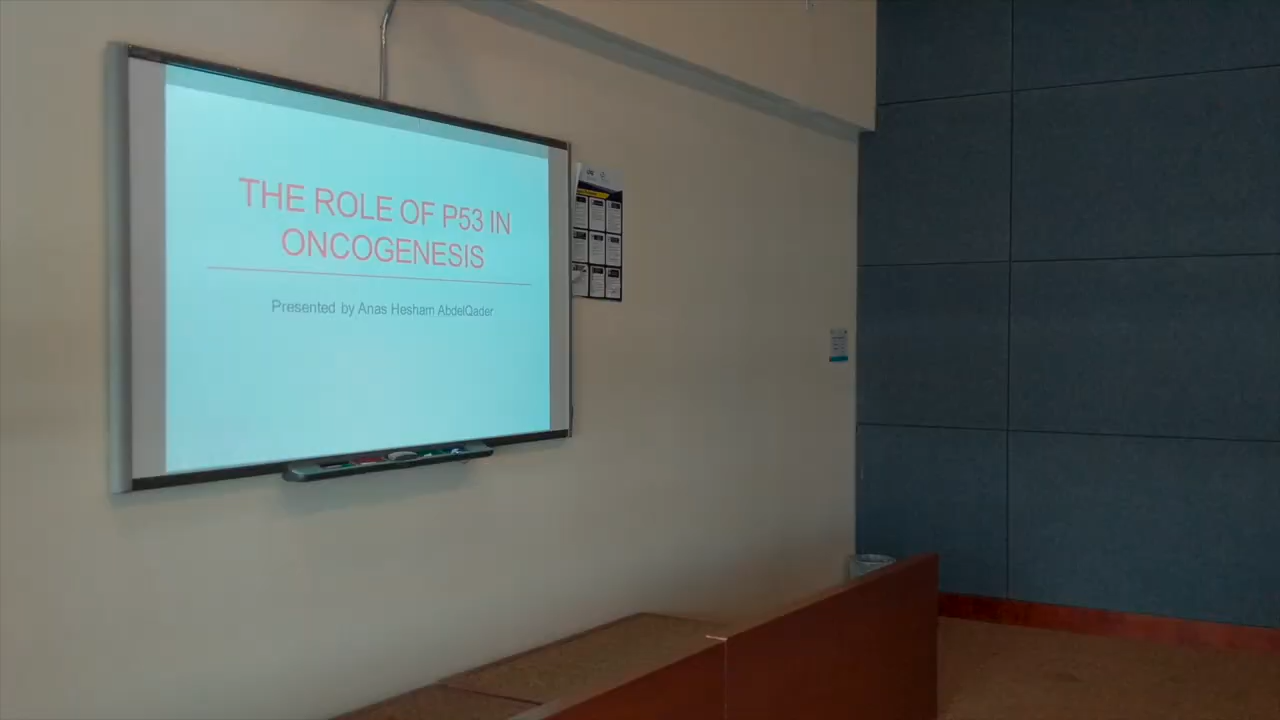 THE ROLE OF P53 IN
ONCOGENESIS
Presented by Anas Hesham AbdelQader